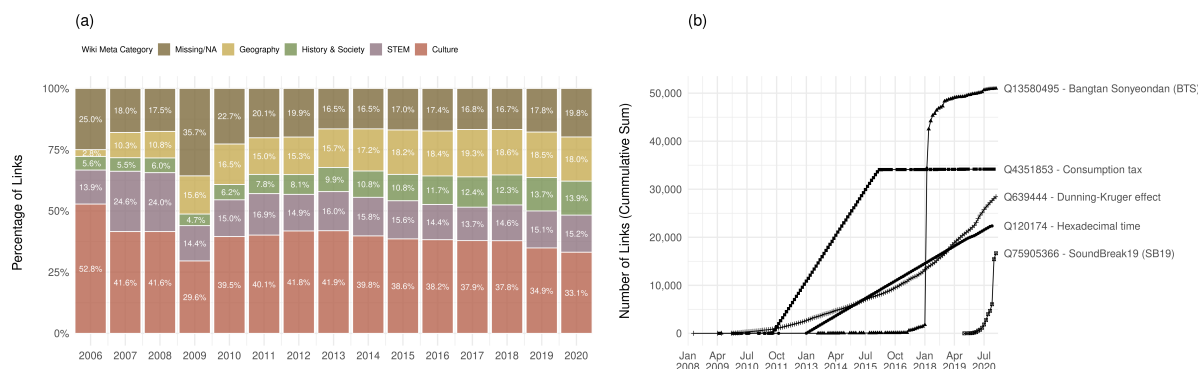 (a)
Wiki Meta Category Missing/NA Geography History & Society STEM Culture
Percentage of Links
100%
75%
50%
25%
0%
25.0% 18.0% 17.5% 35.7% 22.7% 20.1% 19.9% 16.5% 16.5% 17.0% 17.4% 16.8% 16.7% 17.8% 19.8%
10.3% 10.8% 15.6% 16.5% 15.0% 15.3% 15.7% 17.2% 18.2% 18.4% 19.3% 18.6% 18.5% 18.0%
5.6% 5.5% 6.0% 4.7% 6.2% 7.8% 8.1% 9.9% 10.8% 10.8% 11.7% 12.4% 12.3% 13.7% 13.9%
13.9% 24.6% 24.0% 14.4% 15.0% 16.9% 14.9% 16.0% 15.8% 15.6% 14.4% 13.7% 14.6% 15.1% 15.2%
52.8% 41.6% 41.6% 29.6% 39.5% 40.1% 41.8% 41.9% 39.8% 38.6% 38.2% 37.9% 37.8% 34.9% 33.1%
2006 2007 2008 2009 2010 2011 2012 2013 2014 2015 2016 2017 2018 2019 2020
(b)
Number of Links (Cummulative Sum)
50,000
40,000
30,000
20,000
10,000
0
Q13580495 - Bangtan Sonyeondan (BTS)
Q4351853 - Consumption tax
Q639444 - Dunning-Kruger effect
Q120174 - Hexadecimal time
Q75905366 - SoundBreak19 (SB19)
Jan Apr Jul Oct Jan Apr Jul Oct Jan Apr Jul
2008 2009 2010 2011 2013 2014 2015 2016 2018 2019 2020